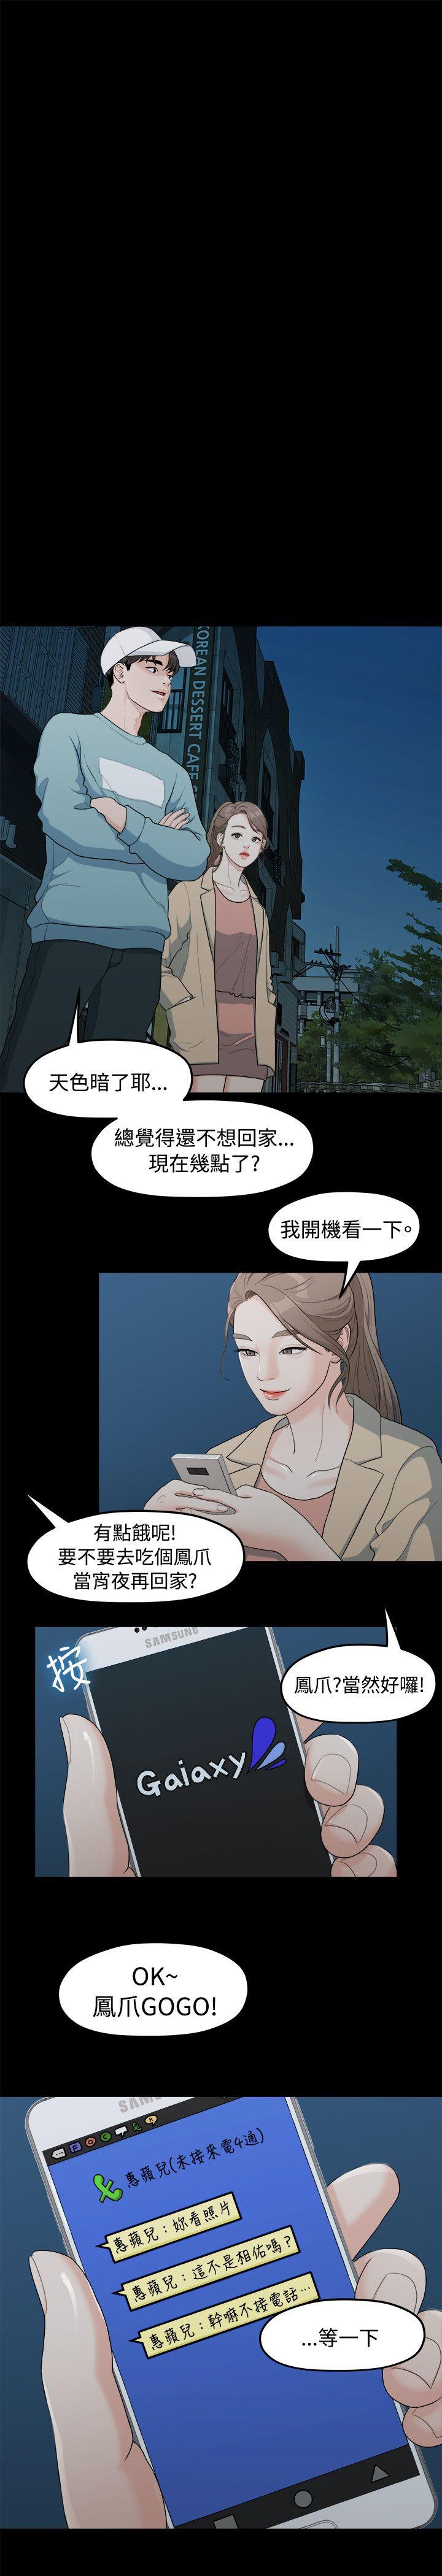 KOREAN DESSERT CAFE
天色暗了耶...
總覺得還不想回家...
現在幾點了?
我開機看一下。
有點餓呢!
要不要去吃個鳳爪
當宵夜再回家?
鳳爪?當然好囉!
按
SAMSUNG
Gaiaxy
OK~
鳳爪GOGO!
SAMS
惠蘋兒(未接來電4通)
惠蘋兒:妳看照片
惠蘋兒:這不是相佑嗎?
惠蘋兒:幹嘛不接電話…
...等一下